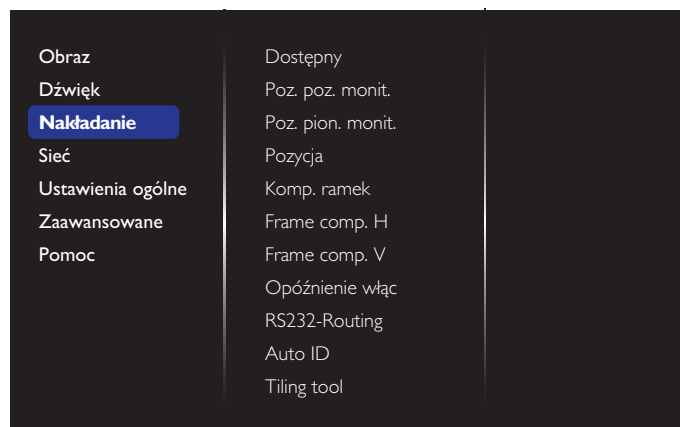 Obraz
Dźwięk
Nakładanie
Sieć
Ustawienia ogólne
Zaawansowane
Pomoc
Dostępny
Poz. poz. monit.
Poz. pion. monit.
Pozycja
Komp. ramek
Frame comp. H
Frame comp. V
Opóźnienie włąc
RS232-Routing
Auto ID
Tiling tool